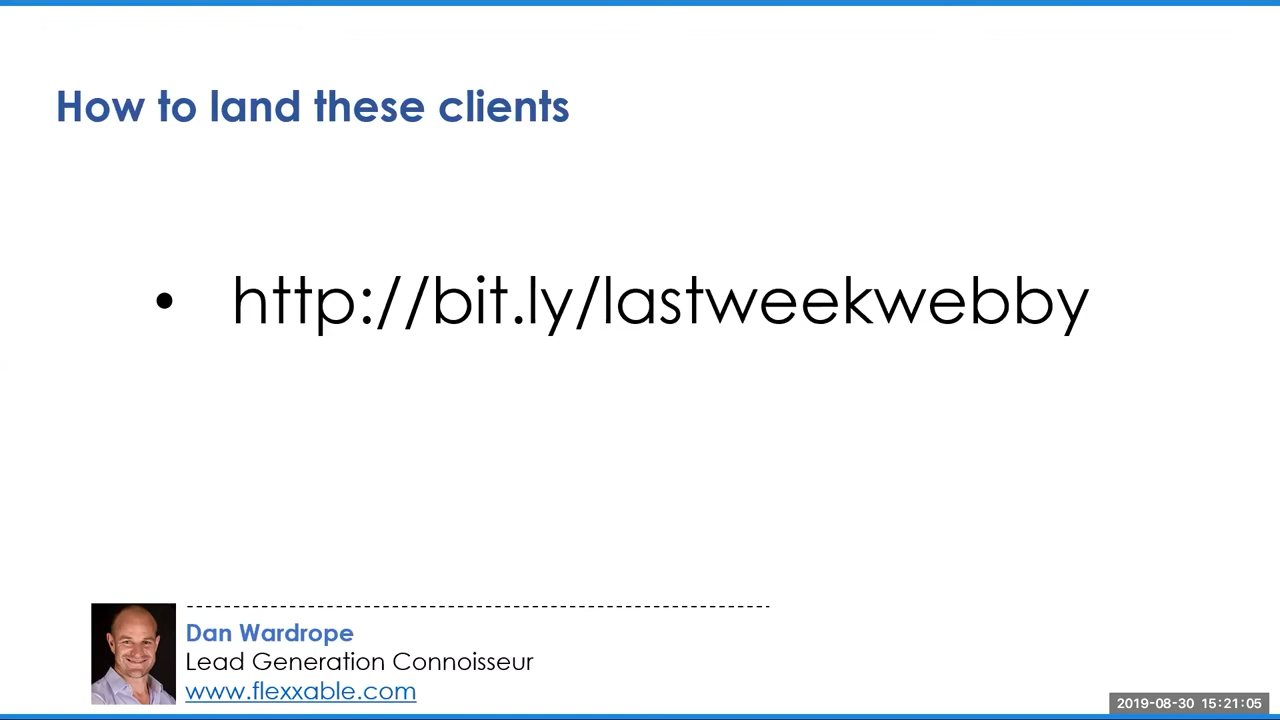 How to land these clients
• http://bit.ly/lastweekwebby
Dan Wardrope
Lead Generation Connoisseur
www.flexxable.com
2019-08-30 15:21:05